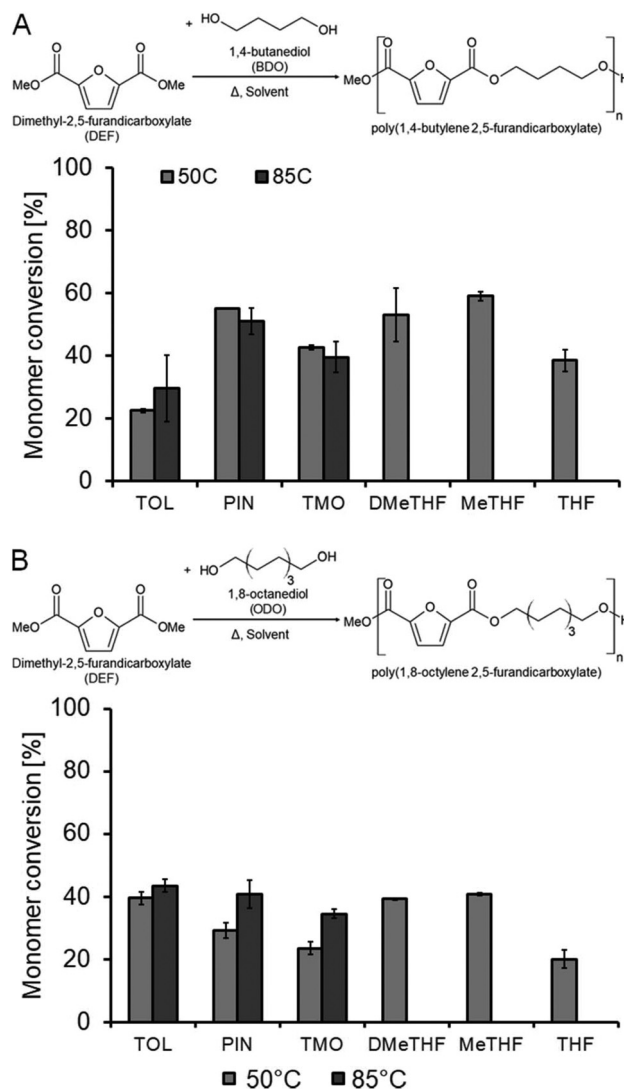 A
+ HO OH
1,4-butanediol
(BDO)
Δ, Solvent
O O O
MeO OMe
Dimethyl-2,5-furandicarboxylate
(DEF)
O O O
MeO O O H
n
poly(1,4-butylene 2,5-furandicarboxylate)
50C 85C
Monomer conversion [%]
100
80
60
40
20
0
TOL PIN TMO DMeTHF MeTHF THF
B
+ HO OH
3
1,8-octanediol
(ODO)
Δ, Solvent
O O O
MeO OMe
Dimethyl-2,5-furandicarboxylate
(DEF)
O O O
MeO O O H
3
n
poly(1,8-octylene 2,5-furandicarboxylate)
Monomer conversion [%]
100
80
60
40
20
0
TOL PIN TMO DMeTHF MeTHF THF
50°C 85°C